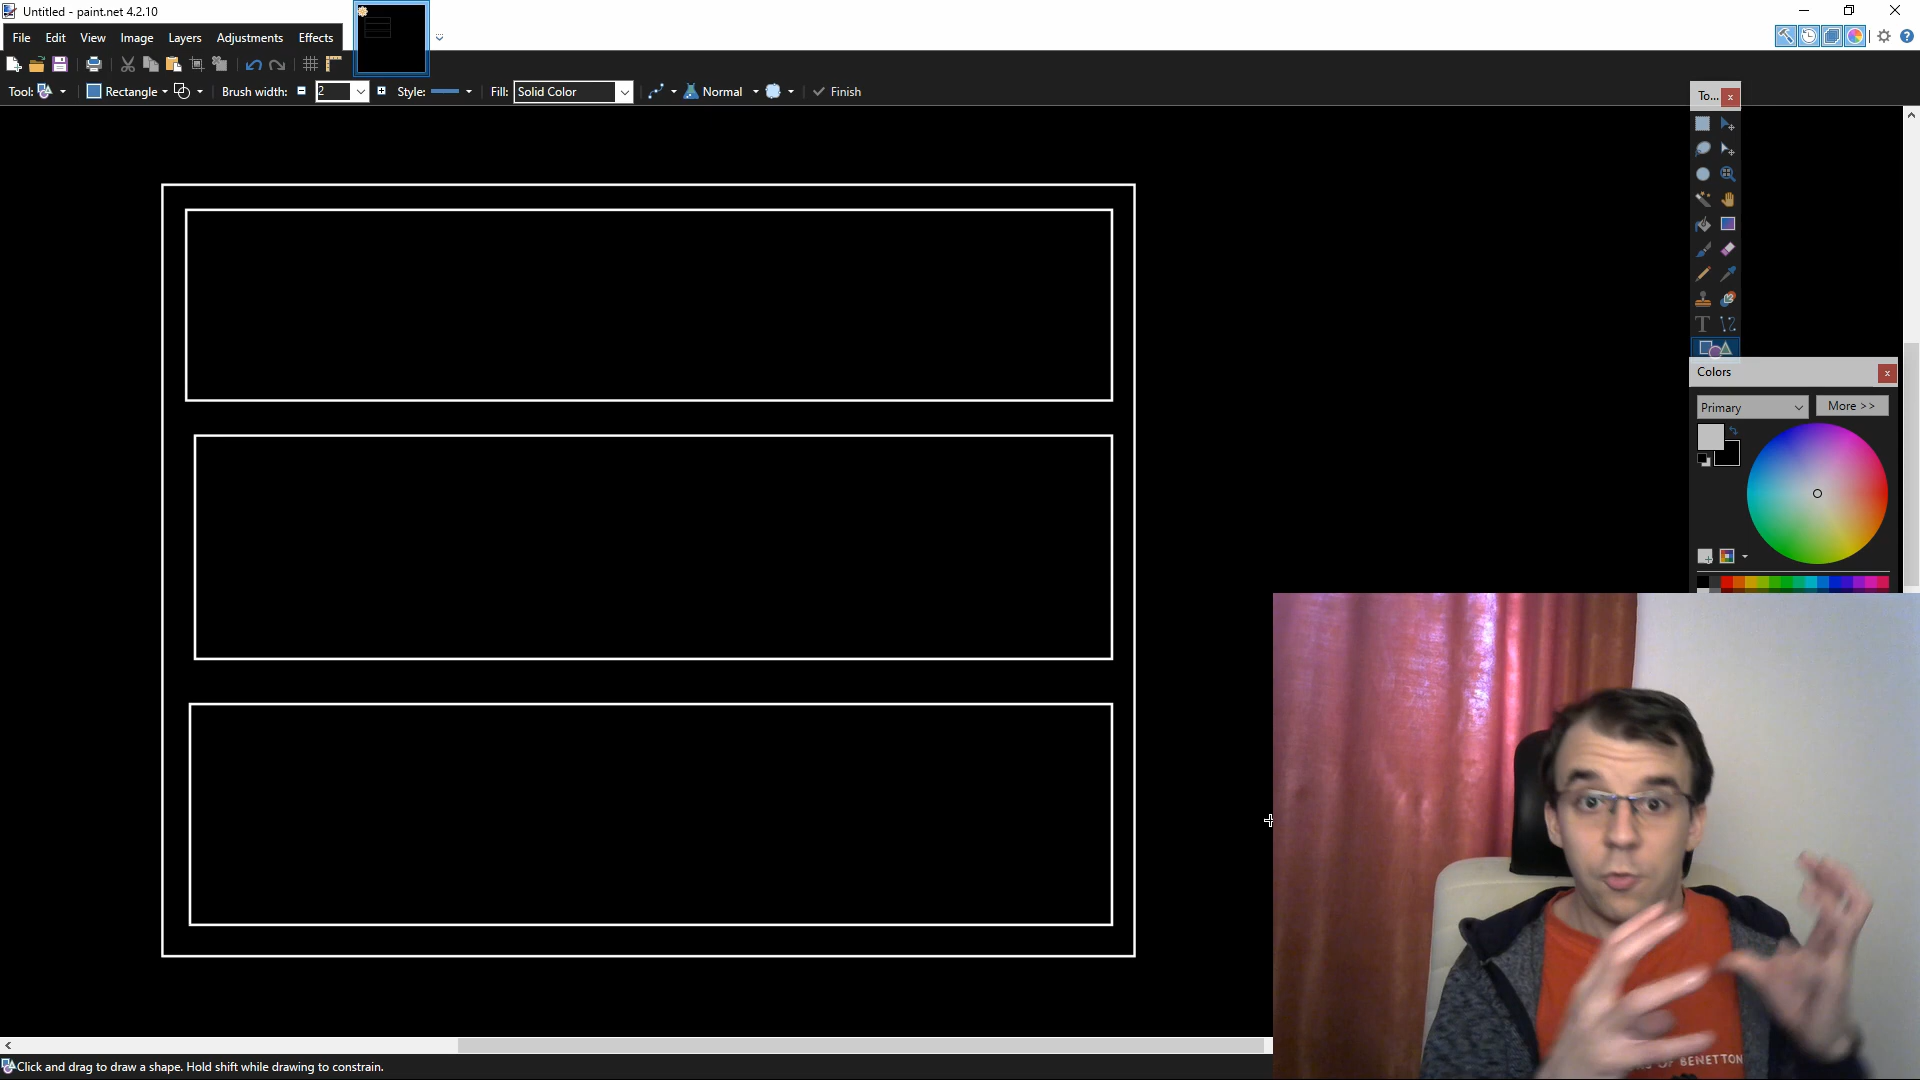 Untitled - paint.net 4.2.10
File Edit View Image Layers Adjustments Effects
Tool: Rectangle Brush width: 2 Style: Fill: Solid Color Normal Finish
To...
Colors
Primary More >>
OF BENETTON
Click and drag to draw a shape. Hold shift while drawing to constrain.